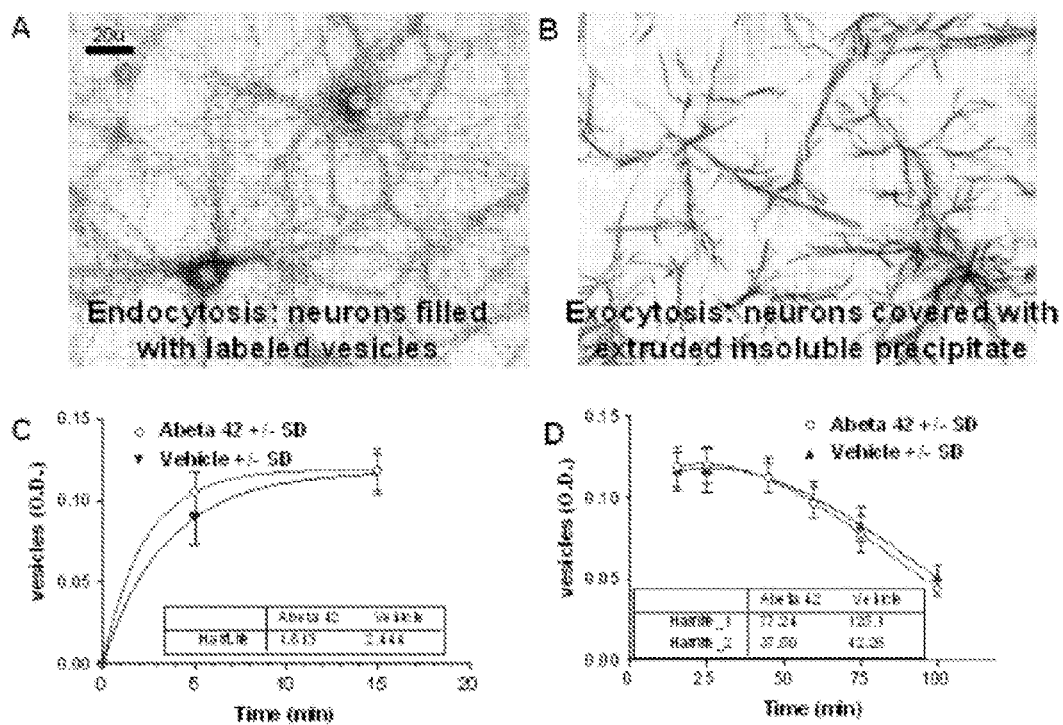 A
B
Endocytosis: neurons filled
with labeled vesicles
Exocytosis: neurons covered with
extruded insoluble precipitate
C
0.15
Abeta 42 +/- SD
Vehicle +/- SD
0.10
vesicles (O.D.)
0.05
Abeta 42 Vehicle
0.00
0 5 10 15 20
Time (min)
D
0.15
Abeta 42 +/- SD
Vehicle +/- SD
0.10
vesicles (O.D.)
0.05
Abeta 42 Vehicle
0.00
0 25 50 75 100
Time (min)